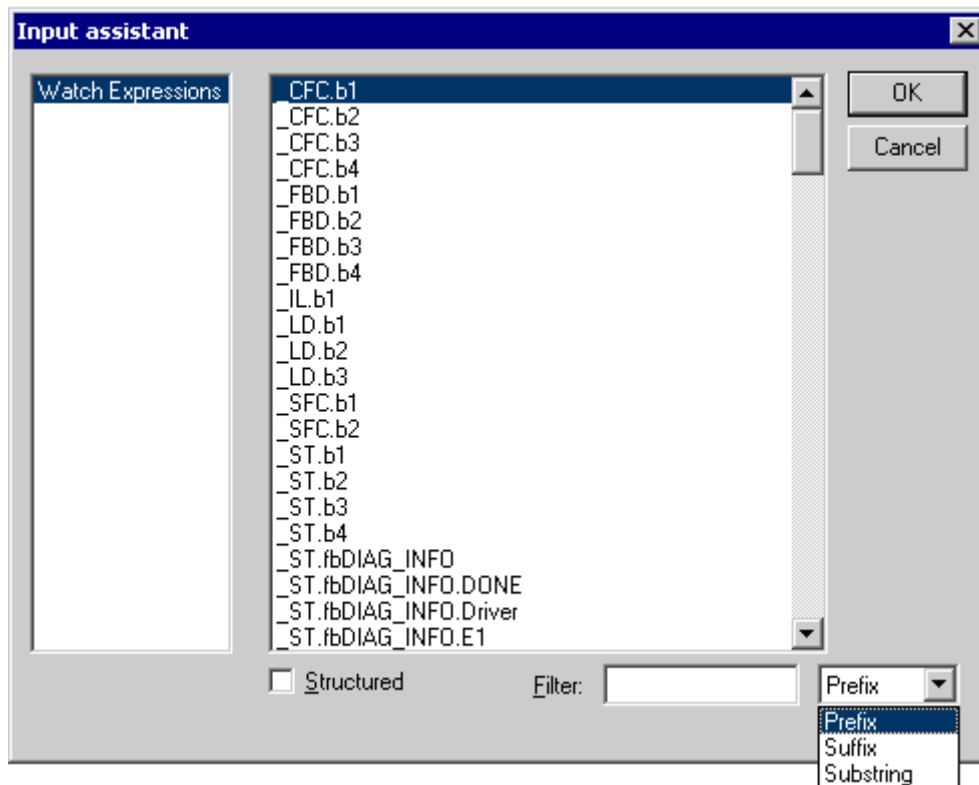 Input assistant
Watch Expressions
_CFC.b1
_CFC.b2
_CFC.b3
_CFC.b4
_FBD.b1
_FBD.b2
_FBD.b3
_FBD.b4
_IL.b1
_LD.b1
_LD.b2
_LD.b3
_SFC.b1
_SFC.b2
_ST.b1
_ST.b2
_ST.b3
_ST.b4
_ST.fbDIAG_INFO
_ST.fbDIAG_INFO.DONE
_ST.fbDIAG_INFO.Driver
_ST.fbDIAG_INFO.E1
OK
Cancel
Structured
Filter:
Prefix
Prefix
Suffix
Substring